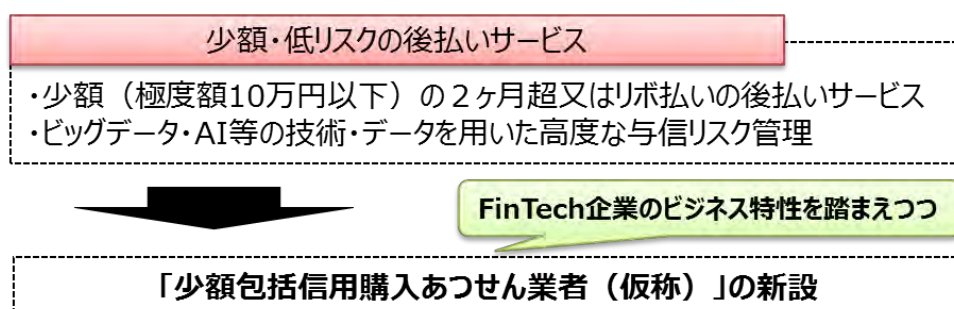 少額・低リスクの後払いサービス
・少額（極度額10万円以下）の２ヶ月超又はリボ払いの後払いサービス
・ビッグデータ・AI等の技術・データを用いた高度な与信リスク管理
FinTech企業のビジネス特性を踏まえつつ
「少額包括信用購入あつせん業者（仮称）」の新設